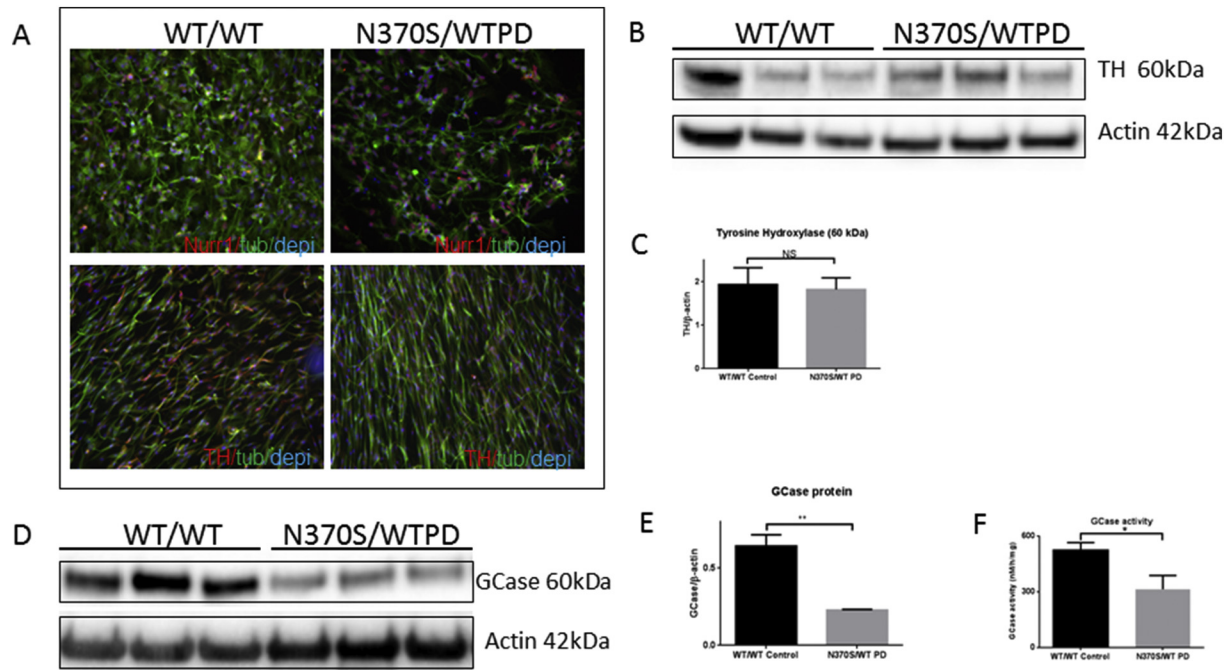 A
WT/WT N370S/WTPD
Nurr1/tub/depi Nurr1/tub/depi
TH/tub/depi TH/tub/depi
B
WT/WT N370S/WTPD
TH 60kDa
Actin 42kDa
C
Tyrosine Hydroxylase (60 kDa)
NS
TH/β-actin
2
1
0
WT/WT Control N370S/WT PD
D
WT/WT N370S/WTPD
GCase 60kDa
Actin 42kDa
E
GCase protein
**
GCase/β-actin
0.5
0.0
WT/WT Control N370S/WT PD
F
GCase activity
*
GCase activity (nM/h/mg)
600
300
0
WT/WT Control N370S/WT PD